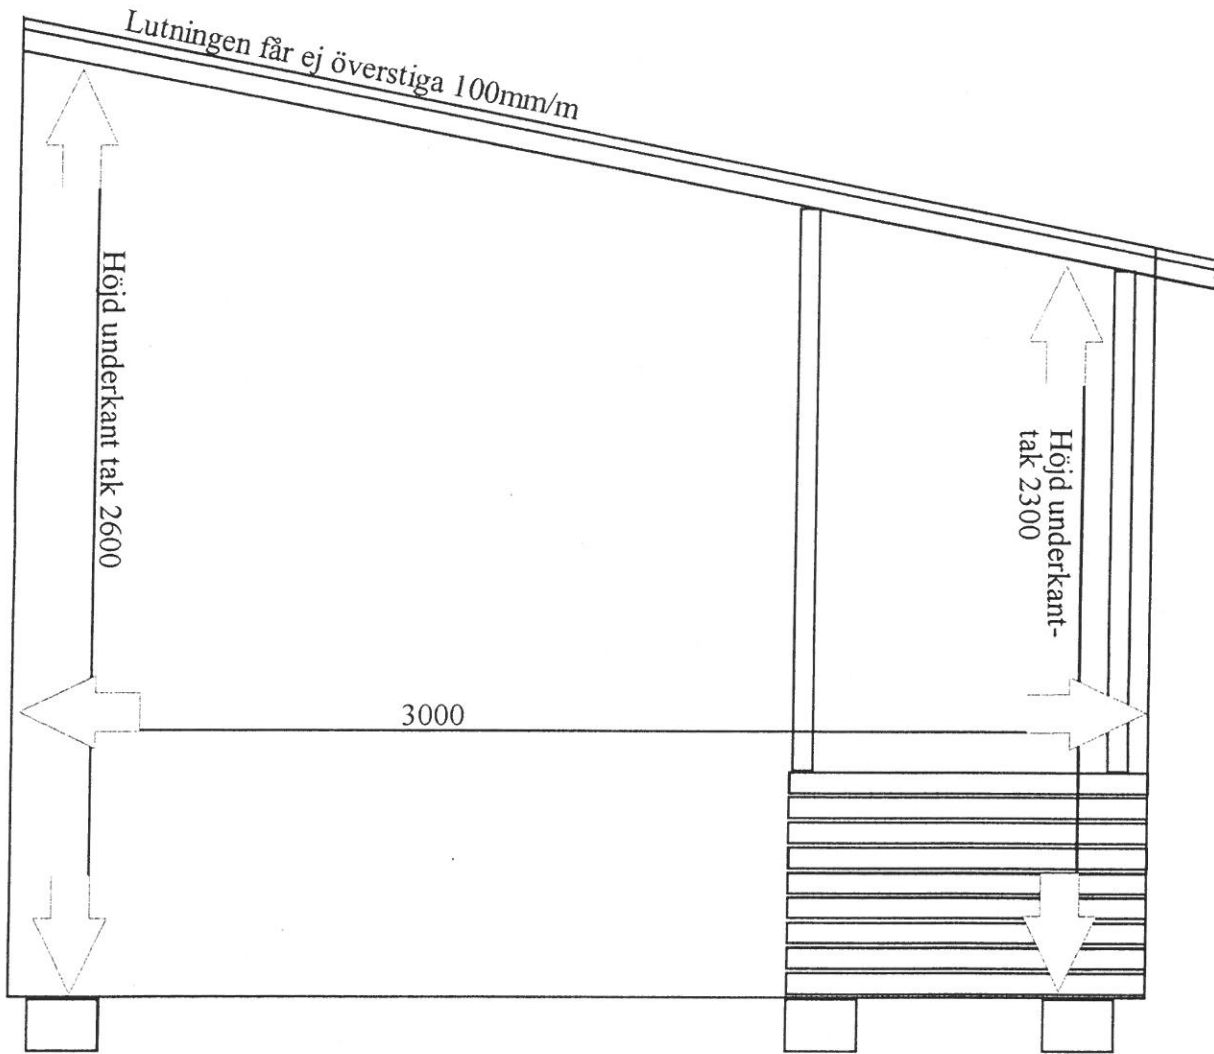 Lutningen får ej överstiga 100mm/m
Höjd underkant tak 2600
Höjd underkant-
tak 2300
3000